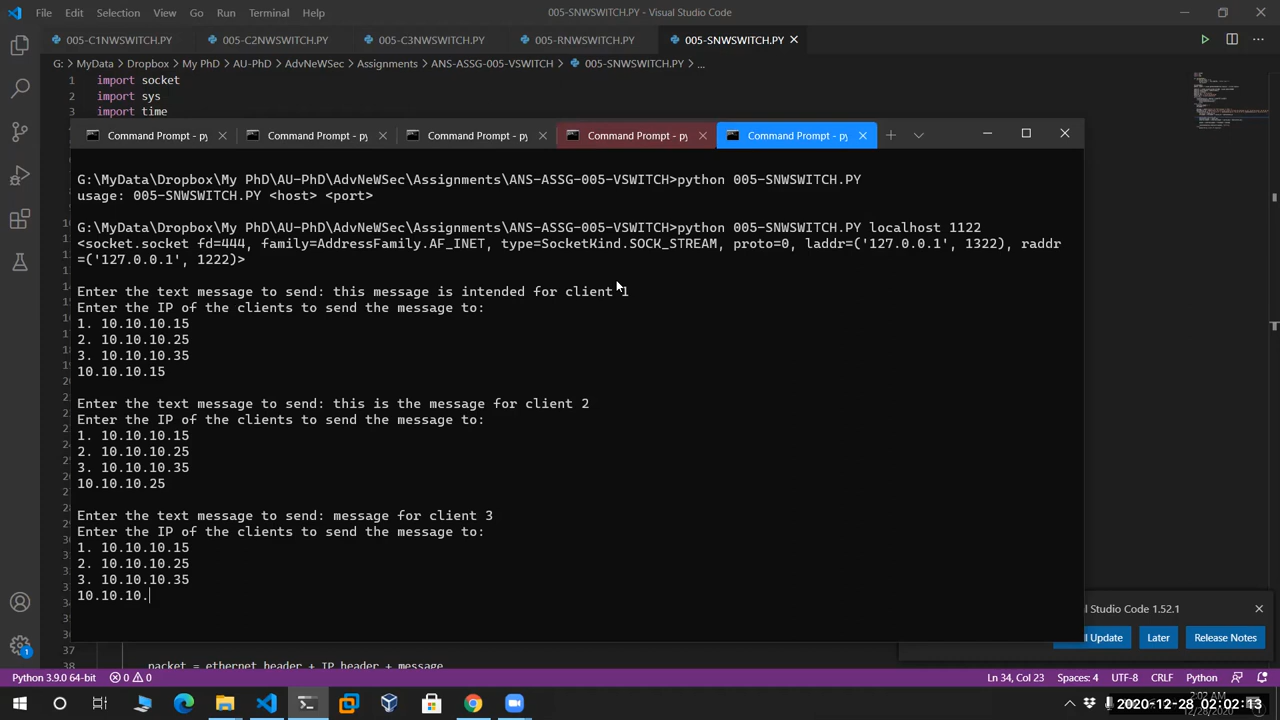 File Edit Selection View Go Run Terminal Help 005-SNWSWITCH.PY - Visual Studio Code
005-C1NWSWITCH.PY 005-C2NWSWITCH.PY 005-C3NWSWITCH.PY 005-RNWSWITCH.PY 005-SNWSWITCH.PY
G: > MyData > Dropbox > My PhD > AU-PhD > AdvNeWSec > Assignments > ANS-ASSG-005-VSWITCH > 005-SNWSWITCH.PY > ...
1 import socket
2 import sys
3 import time
Command Prompt - py Command Prompt - py Command Prompt - py Command Prompt - py Command Prompt - py
G:\MyData\Dropbox\My PhD\AU-PhD\AdvNeWSec\Assignments\ANS-ASSG-005-VSWITCH>python 005-SNWSWITCH.PY
usage: 005-SNWSWITCH.PY <host> <port>
G:\MyData\Dropbox\My PhD\AU-PhD\AdvNeWSec\Assignments\ANS-ASSG-005-VSWITCH>python 005-SNWSWITCH.PY localhost 1122
<socket.socket fd=444, family=AddressFamily.AF_INET, type=SocketKind.SOCK_STREAM, proto=0, laddr=('127.0.0.1', 1322), raddr
=('127.0.0.1', 1222)>
Enter the text message to send: this message is intended for client 1
Enter the IP of the clients to send the message to:
1. 10.10.10.15
2. 10.10.10.25
3. 10.10.10.35
10.10.10.15
Enter the text message to send: this is the message for client 2
Enter the IP of the clients to send the message to:
1. 10.10.10.15
2. 10.10.10.25
3. 10.10.10.35
10.10.10.25
Enter the text message to send: message for client 3
Enter the IP of the clients to send the message to:
1. 10.10.10.15
2. 10.10.10.25
3. 10.10.10.35
10.10.10.
Studio Code 1.52.1
Update Later Release Notes
37
38 packet = ethernet_header + IP_header + message
Python 3.9.0 64-bit 0 0 Ln 34, Col 23 Spaces: 4 UTF-8 CRLF Python
2:02 AM
2020-12-28 02:02:13